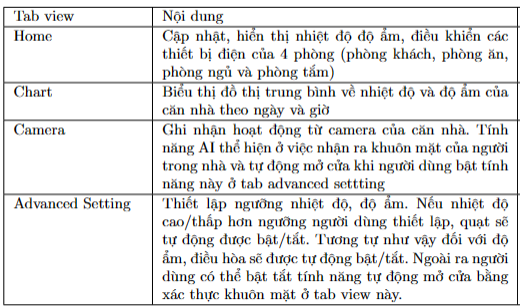 Tab view Nội dung
Home Cập nhật, hiển thị nhiệt độ độ ẩm, điều khiển các
thiết bị điện của 4 phòng (phòng khách, phòng ăn,
phòng ngủ và phòng tắm)
Chart Biểu thị đồ thị trung bình về nhiệt độ và độ ẩm của
căn nhà theo ngày và giờ
Camera Ghi nhận hoạt động từ camera của căn nhà. Tính
năng AI thể hiện ở việc nhận ra khuôn mặt của người
trong nhà và tự động mở cửa khi người dùng bật tính
năng này ở tab advanced settting
Advanced Setting Thiết lập ngưỡng nhiệt độ, độ ẩm. Nếu nhiệt độ
cao/thấp hơn ngưỡng người dùng thiết lập, quạt sẽ
tự động được bật/tắt. Tương tự như vậy đối với độ
ẩm, điều hòa sẽ được tự động bật/tắt. Ngoài ra người
dùng có thể bật tắt tính năng tự động mở cửa bằng
xác thực khuôn mặt ở tab view này.